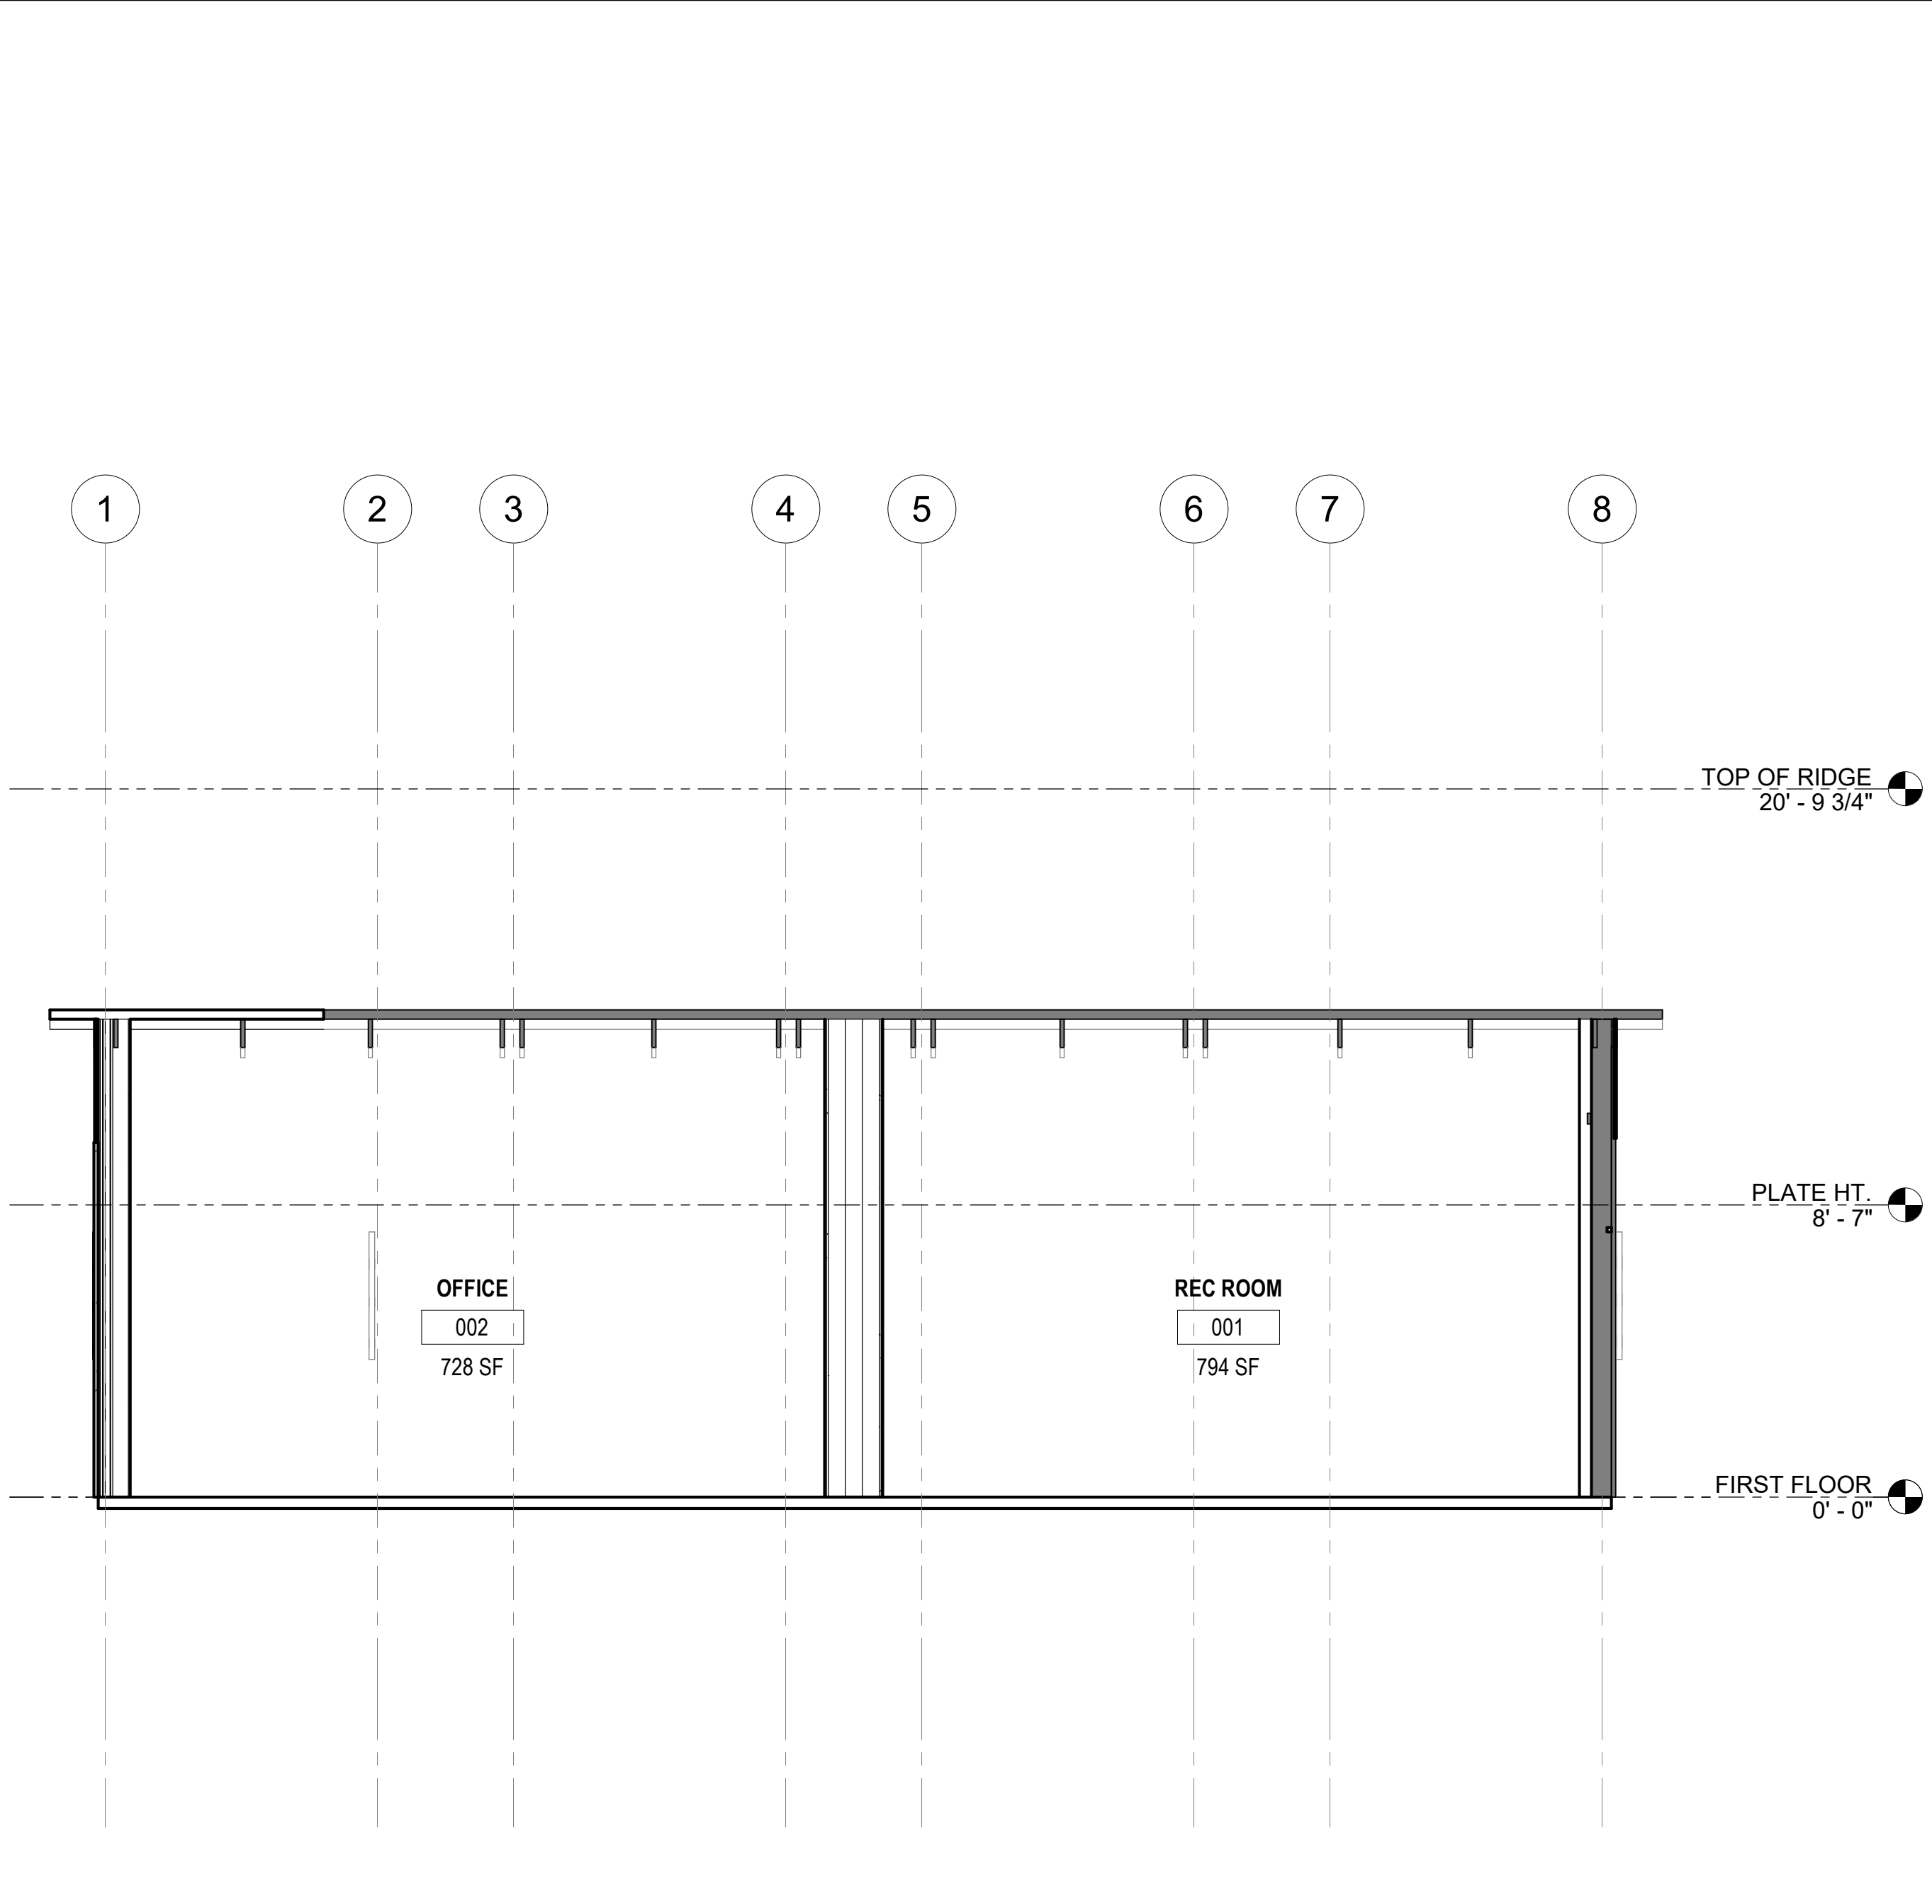 1 2 3 4 5 6 7 8
TOP OF RIDGE
20' - 9 3/4"
PLATE HT.
8' - 7"
OFFICE
002
728 SF
REC ROOM
001
794 SF
FIRST FLOOR
0' - 0"